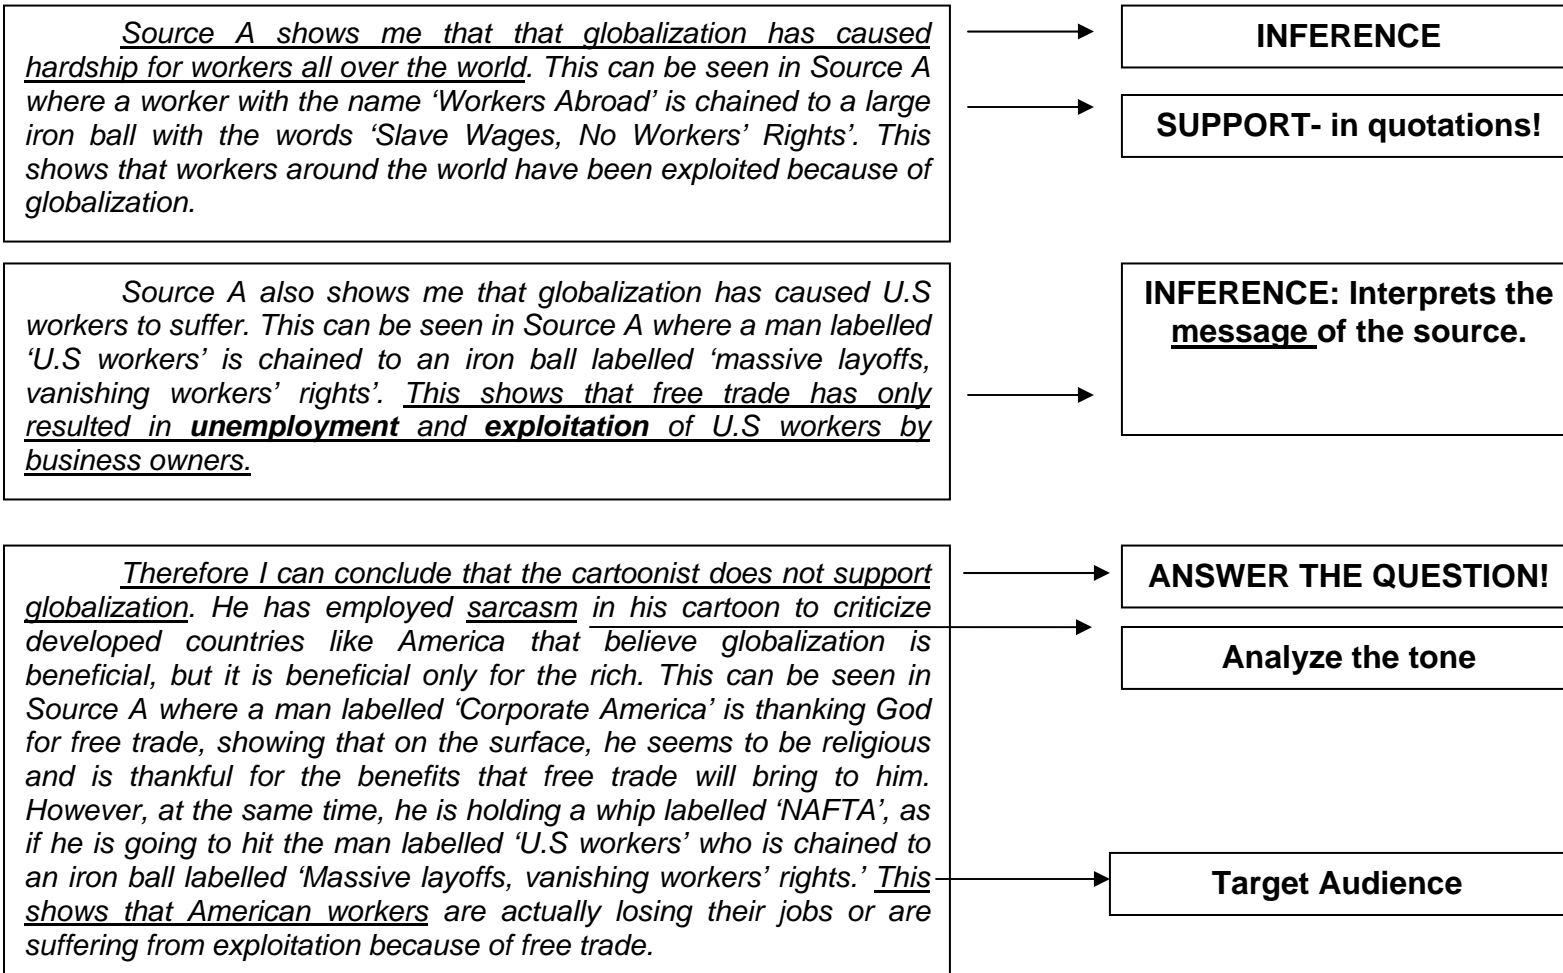 Source A shows me that that globalization has caused
hardship for workers all over the world. This can be seen in Source A
where a worker with the name ‘Workers Abroad’ is chained to a large
iron ball with the words ‘Slave Wages, No Workers’ Rights’. This
shows that workers around the world have been exploited because of
globalization.
INFERENCE
SUPPORT- in quotations!
Source A also shows me that globalization has caused U.S
workers to suffer. This can be seen in Source A where a man labelled
‘U.S workers’ is chained to an iron ball labelled ‘massive layoffs,
vanishing workers’ rights’. This shows that free trade has only
resulted in unemployment and exploitation of U.S workers by
business owners.
INFERENCE: Interprets the
message of the source.
Therefore I can conclude that the cartoonist does not support
globalization. He has employed sarcasm in his cartoon to criticize
developed countries like America that believe globalization is
beneficial, but it is beneficial only for the rich. This can be seen in
Source A where a man labelled ‘Corporate America’ is thanking God
for free trade, showing that on the surface, he seems to be religious
and is thankful for the benefits that free trade will bring to him.
However, at the same time, he is holding a whip labelled ‘NAFTA’, as
if he is going to hit the man labelled ‘U.S workers’ who is chained to
an iron ball labelled ‘Massive layoffs, vanishing workers’ rights.’ This
shows that American workers are actually losing their jobs or are
suffering from exploitation because of free trade.
ANSWER THE QUESTION!
Analyze the tone
Target Audience